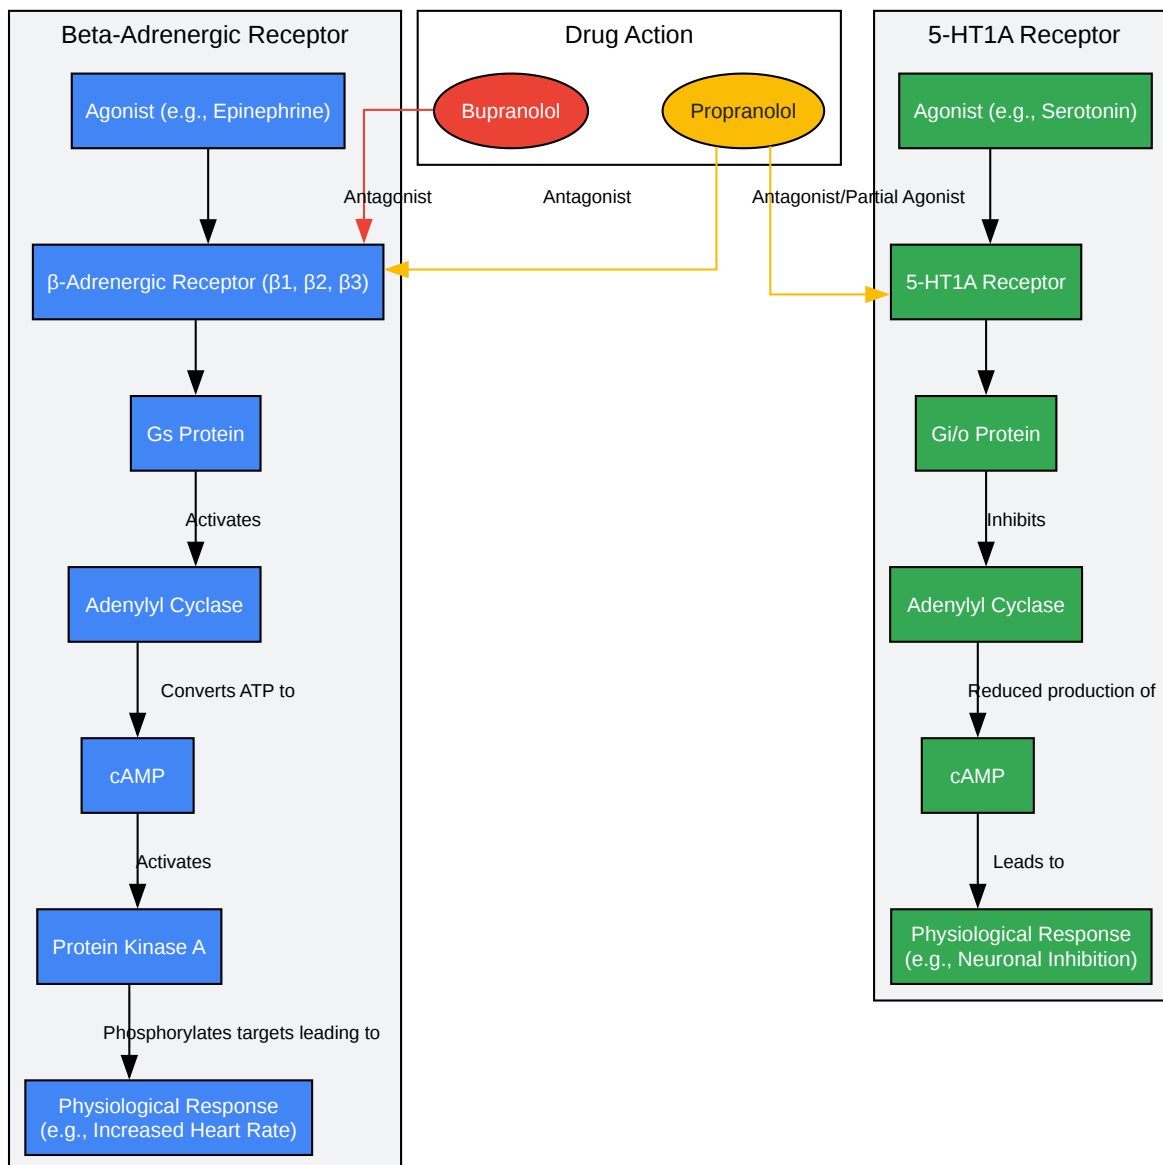 Beta-Adrenergic Receptor
Drug Action
5-HT1A Receptor
Agonist (e.g., Epinephrine)
Bupranolol
Propranolol
Agonist (e.g., Serotonin)
Antagonist
Antagonist
Antagonist/Partial Agonist
β-Adrenergic Receptor (β1, β2, β3)
5-HT1A Receptor
Gs Protein
Gi/o Protein
Activates
Inhibits
Adenylyl Cyclase
Adenylyl Cyclase
Converts ATP to
Reduced production of
cAMP
cAMP
Activates
Leads to
Protein Kinase A
Physiological Response
(e.g., Neuronal Inhibition)
Phosphorylates targets leading to
Physiological Response
(e.g., Increased Heart Rate)